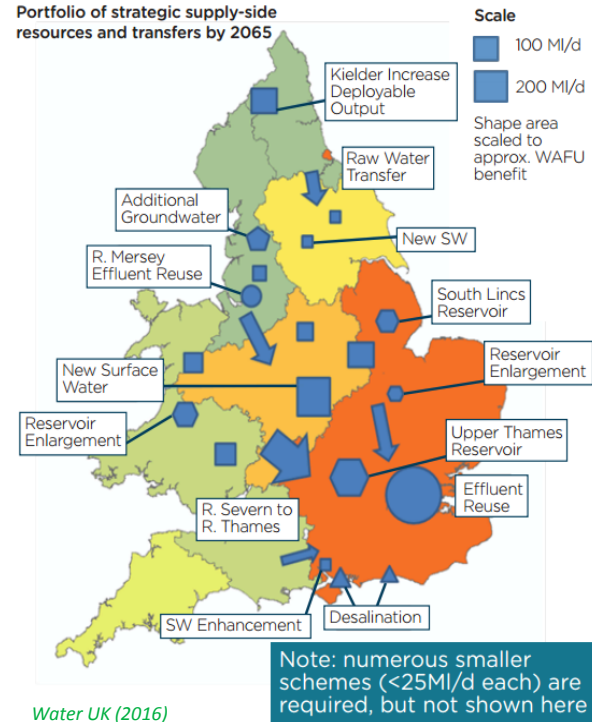 Portfolio of strategic supply-side
resources and transfers by 2065
Scale
100 Ml/d
200 Ml/d
Shape area
scaled to
approx. WAFU
benefit
Kielder Increase
Deployable
Output
Raw Water
Transfer
Additional
Groundwater
New SW
R. Mersey
Effluent Reuse
South Lincs
Reservoir
New Surface
Water
Reservoir
Enlargement
Reservoir
Enlargement
Upper Thames
Reservoir
Effluent
Reuse
R. Severn to
R. Thames
SW Enhancement
Desalination
Note: numerous smaller
schemes (<25Ml/d each) are
required, but not shown here
Water UK (2016)